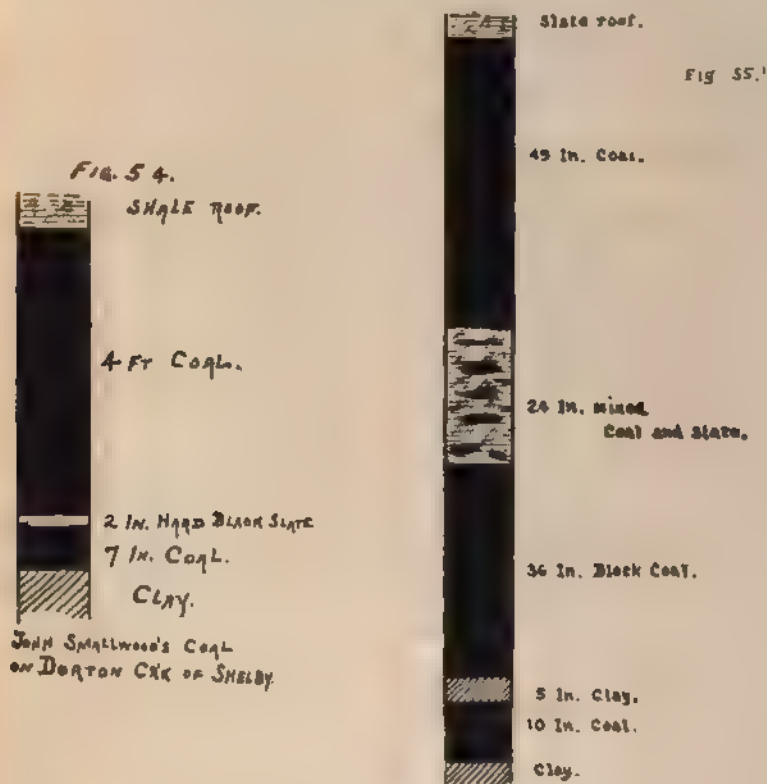 FIG. 54.
SHALE ROOF.
4 FT COAL.
2 IN. HARD BLACK SLATE
7 IN. COAL.
CLAY.
JOHN SMALLWOOD'S COAL
ON DORTON C'K OF SHELBY.
Fig 55.
Slate roof.
49 In. Coal.
24 In. mixed
Coal and slate.
36 In. Block Coal.
5 In. Clay.
10 In. Coal.
Clay.